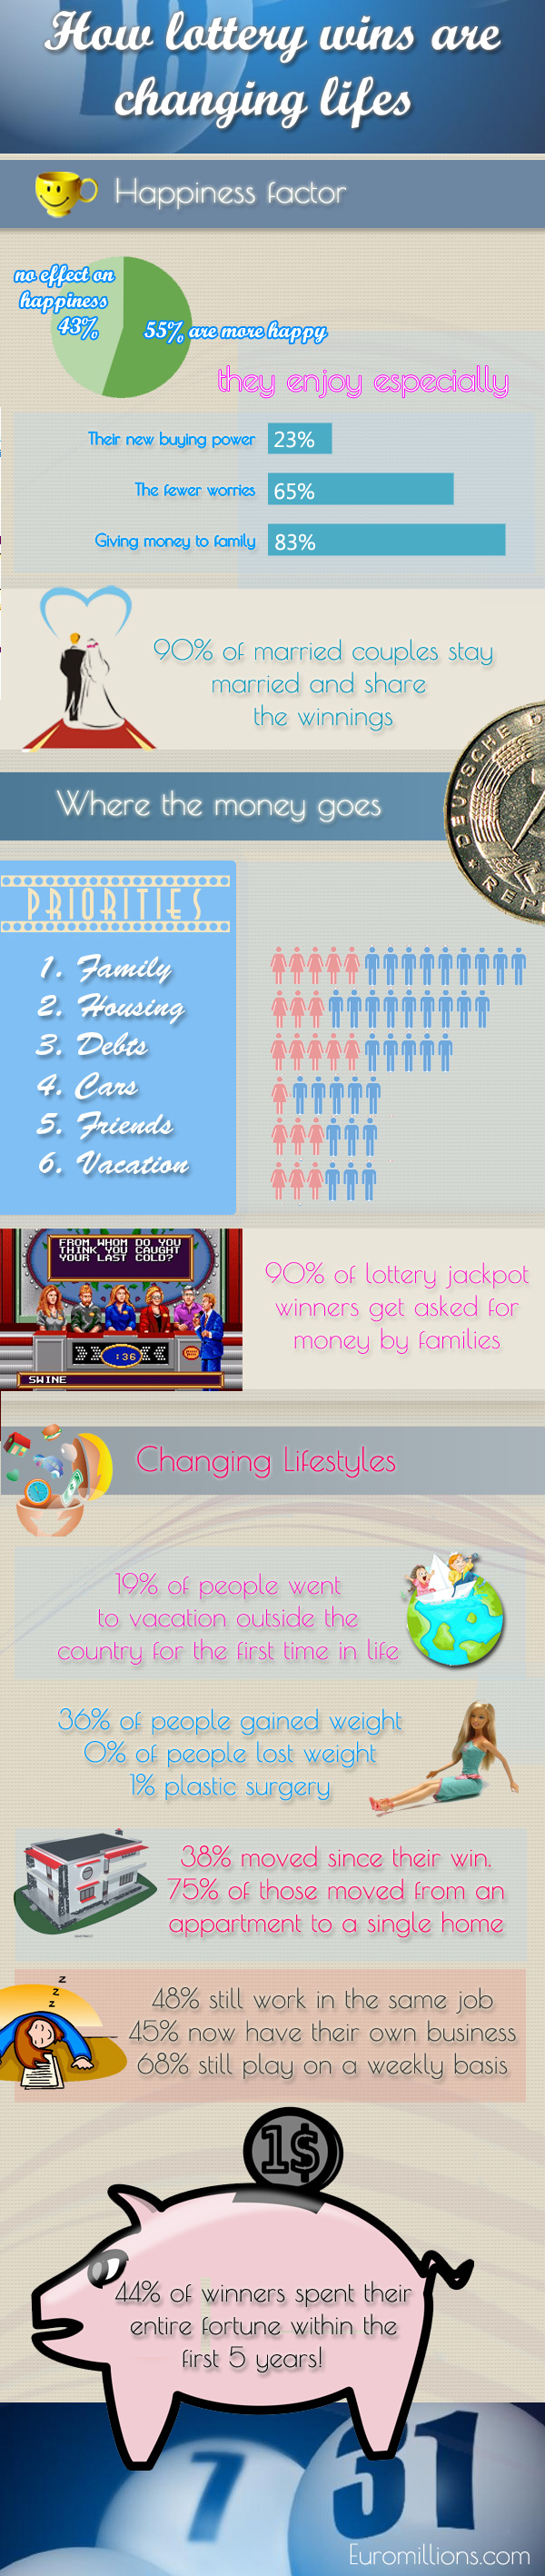 How lottery wins are
changing lifes
Happiness factor
no effect on
happiness
43%
55% are more happy
they enjoy especially
Their new buying power 23%
The fewer worries 65%
Giving money to family 83%
90% of married couples stay
married and share
the winnings
DEUTSCHE D
REP
Where the money goes
PRIORITIES
1. Family
2. Housing
3. Debts
4. Cars
5. Friends
6. Vacation
FROM WHOM DO YOU
THINK YOU CAUGHT
YOUR LAST COLD?
:36
SWINE
90% of lottery jackpot
winners get asked for
money by families
Changing Lifestyles
19% of people went
to vacation outside the
country for the first time in life
36% of people gained weight
0% of people lost weight
1% plastic surgery
38% moved since their win.
75% of those moved from an
appartment to a single home
z
z
z
48% still work in the same job
45% now have their own business
68% still play on a weekly basis
1$
44% of winners spent their
entire fortune within the
first 5 years!
7
31
Euromillions.com